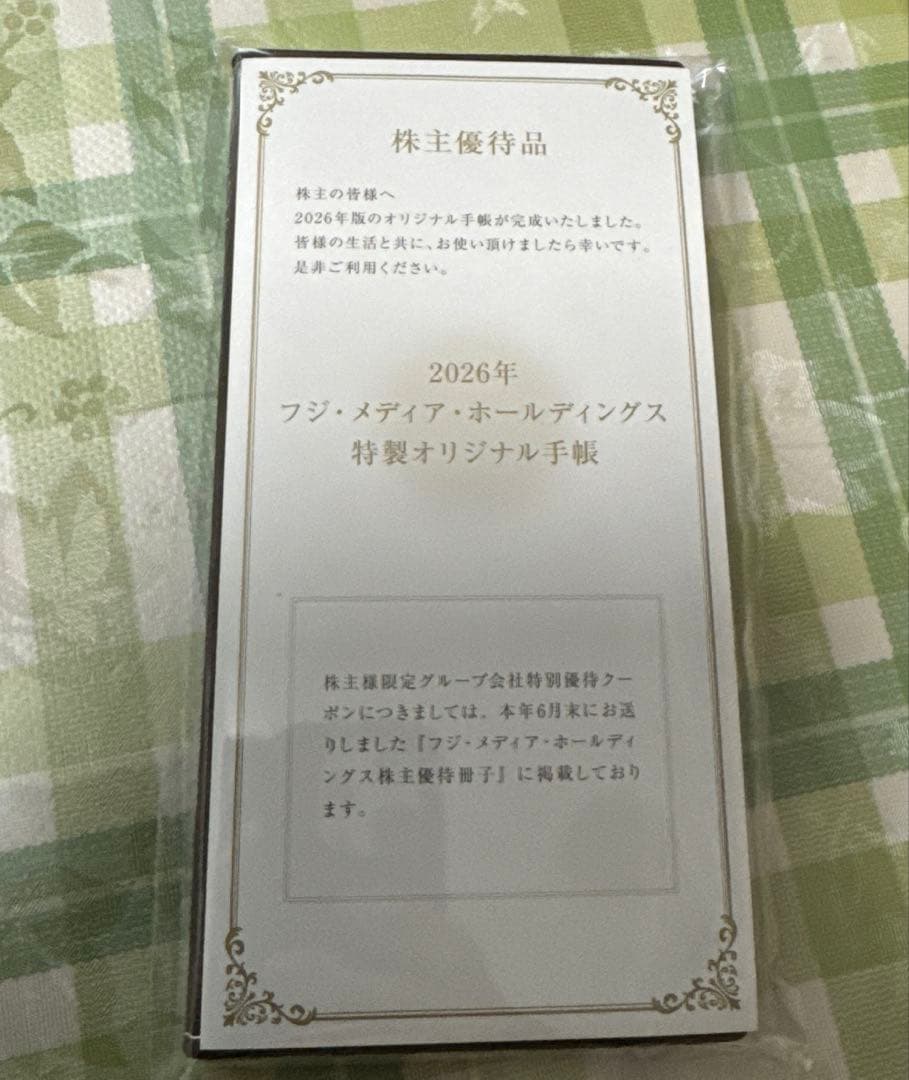 株主優待品
株主の皆様へ
2026年版のオリジナル手帳が完成いたしました。
皆様の生活と共に、お使い頂けましたら幸いです。
是非ご利用ください。
2026年
フジ・メディア・ホールディングス
特製オリジナル手帳
株主様限定グループ会社特別優待クー
ポンにつきましては、本年6月末にお送
りしました『フジ・メディア・ホールディ
ングス株主優待冊子』に掲載しており
ます。